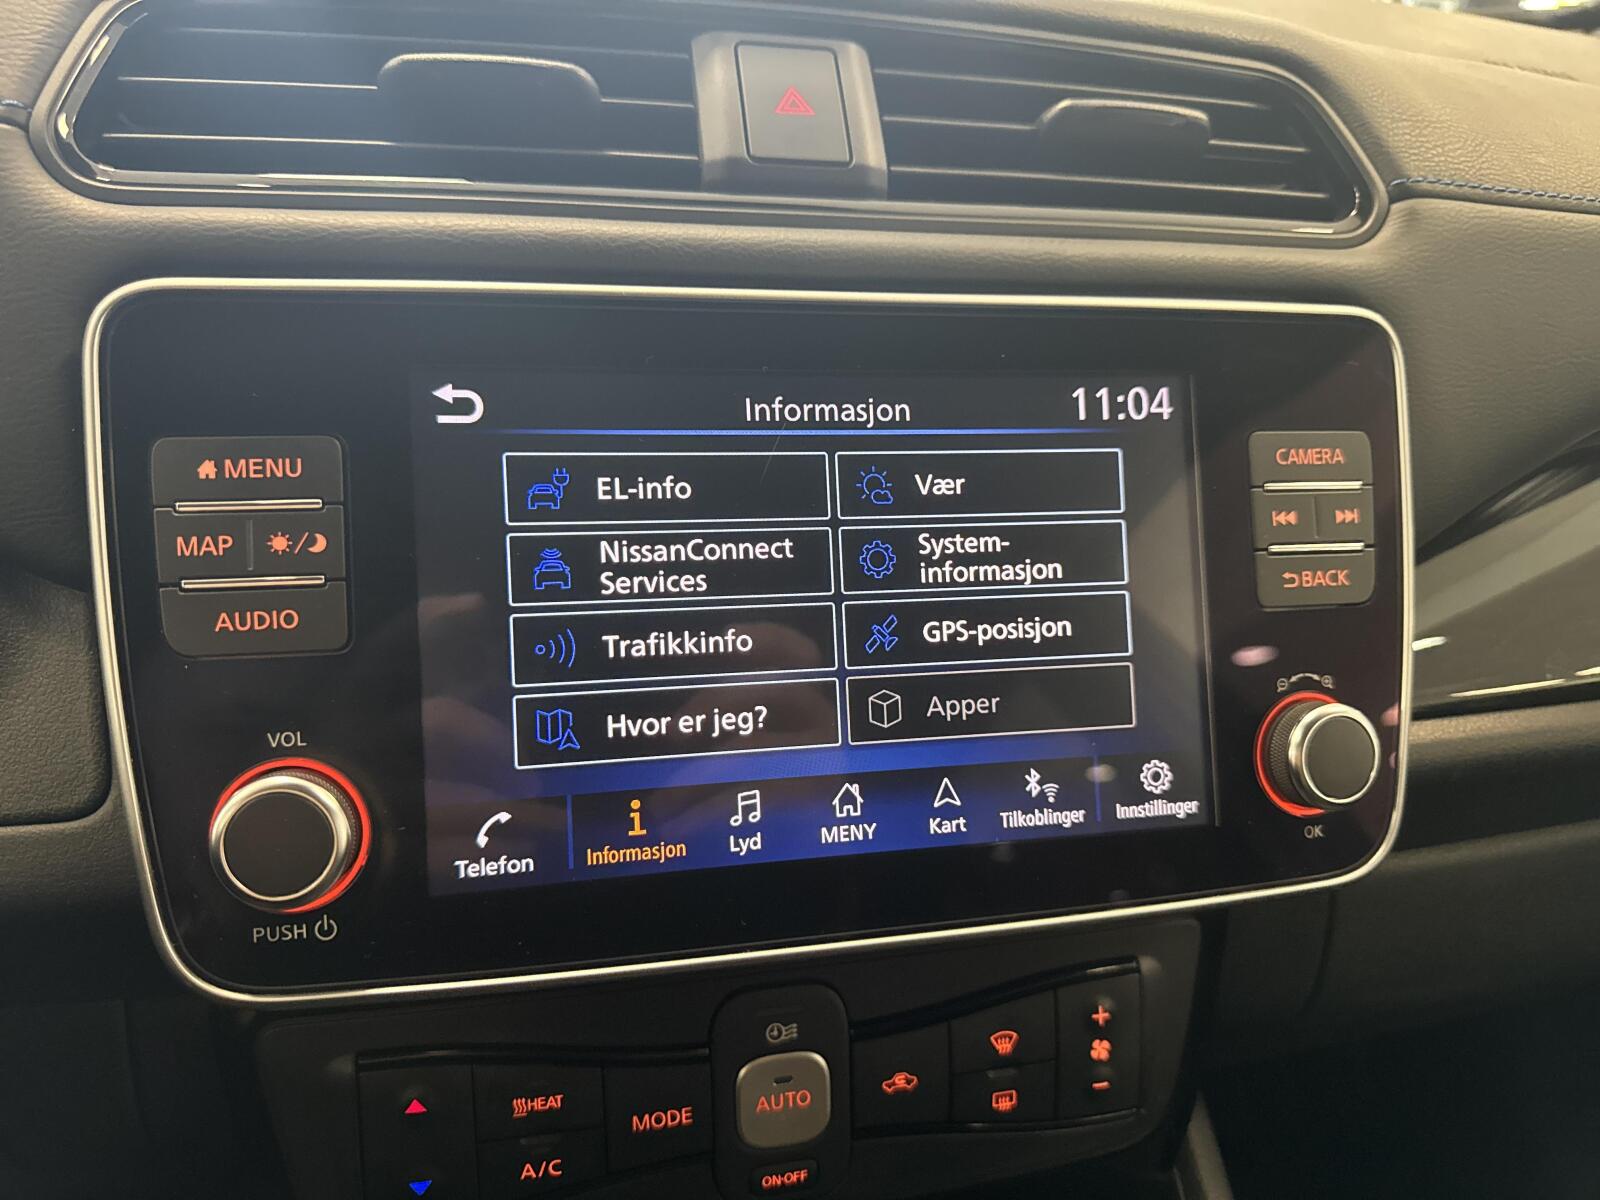 Informasjon
11:04
EL-info
Vær
NissanConnect
Services
System-
informasjon
Trafikkinfo
GPS-posisjon
Hvor er jeg?
Apper
Telefon
Informasjon
Lyd
MENY
Kart
Tilkoblinger
Innstillinger
MENU
MAP
AUDIO
VOL
PUSH
CAMERA
BACK
OK
HEAT
A/C
MODE
AUTO
ON·OFF